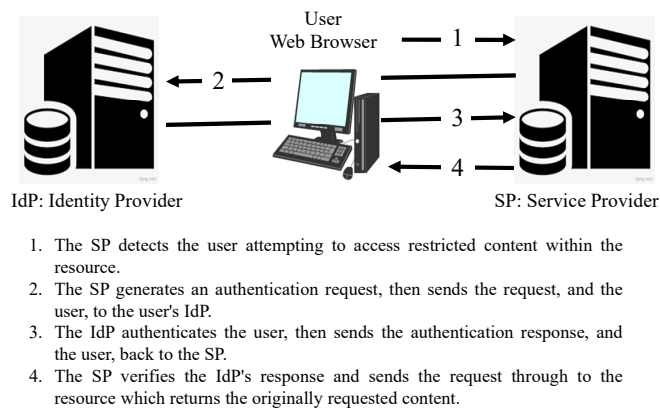 User
Web Browser
1
2
3
4
IdP: Identity Provider
SP: Service Provider
1. The SP detects the user attempting to access restricted content within the
resource.
2. The SP generates an authentication request, then sends the request, and the
user, to the user's IdP.
3. The IdP authenticates the user, then sends the authentication response, and
the user, back to the SP.
4. The SP verifies the IdP's response and sends the request through to the
resource which returns the originally requested content.